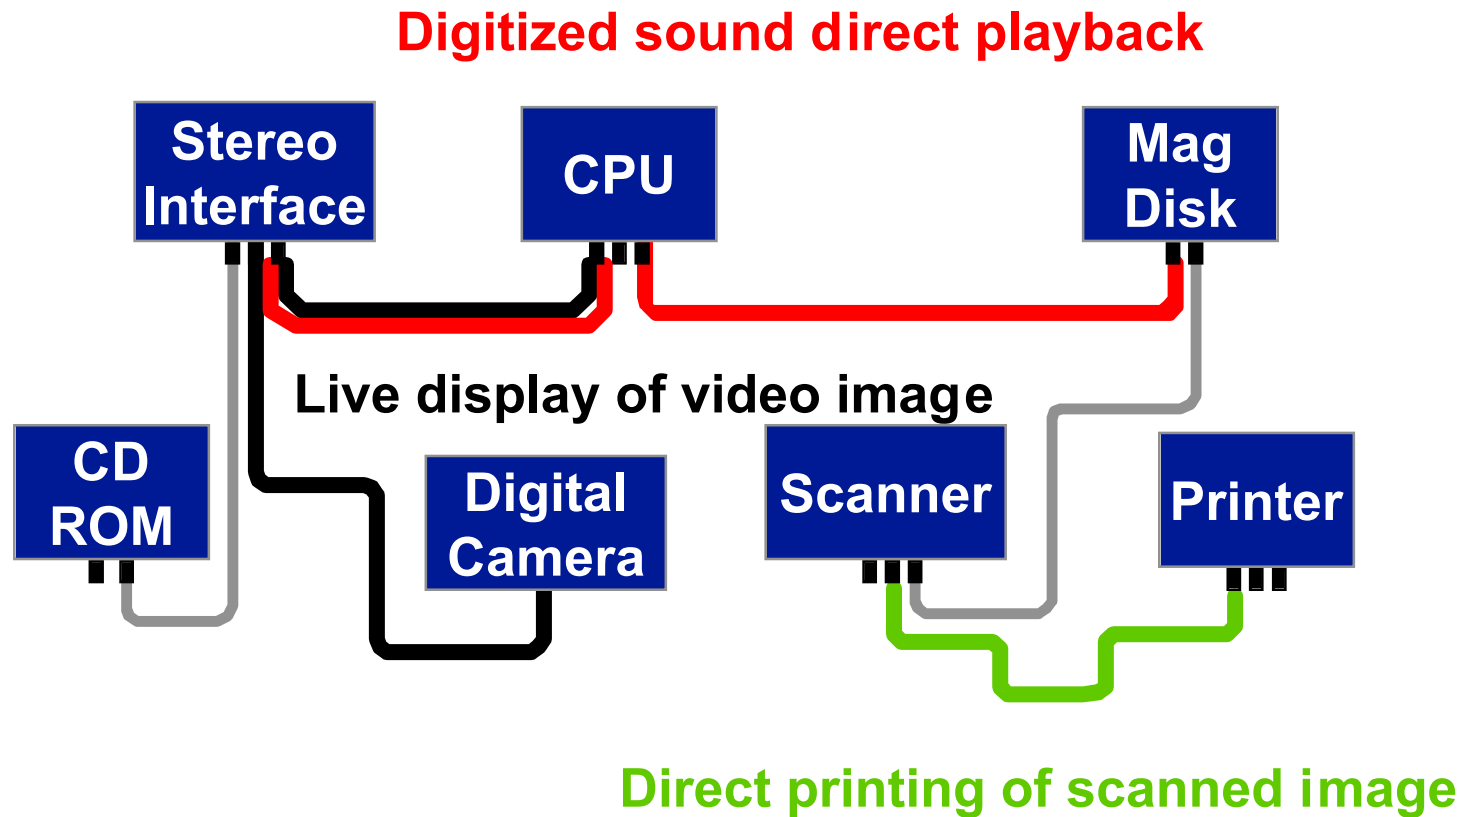 Digitized sound direct playback
Stereo
Interface
CPU
Mag
Disk
Live display of video image
CD
ROM
Digital
Camera
Scanner
Printer
Direct printing of scanned image